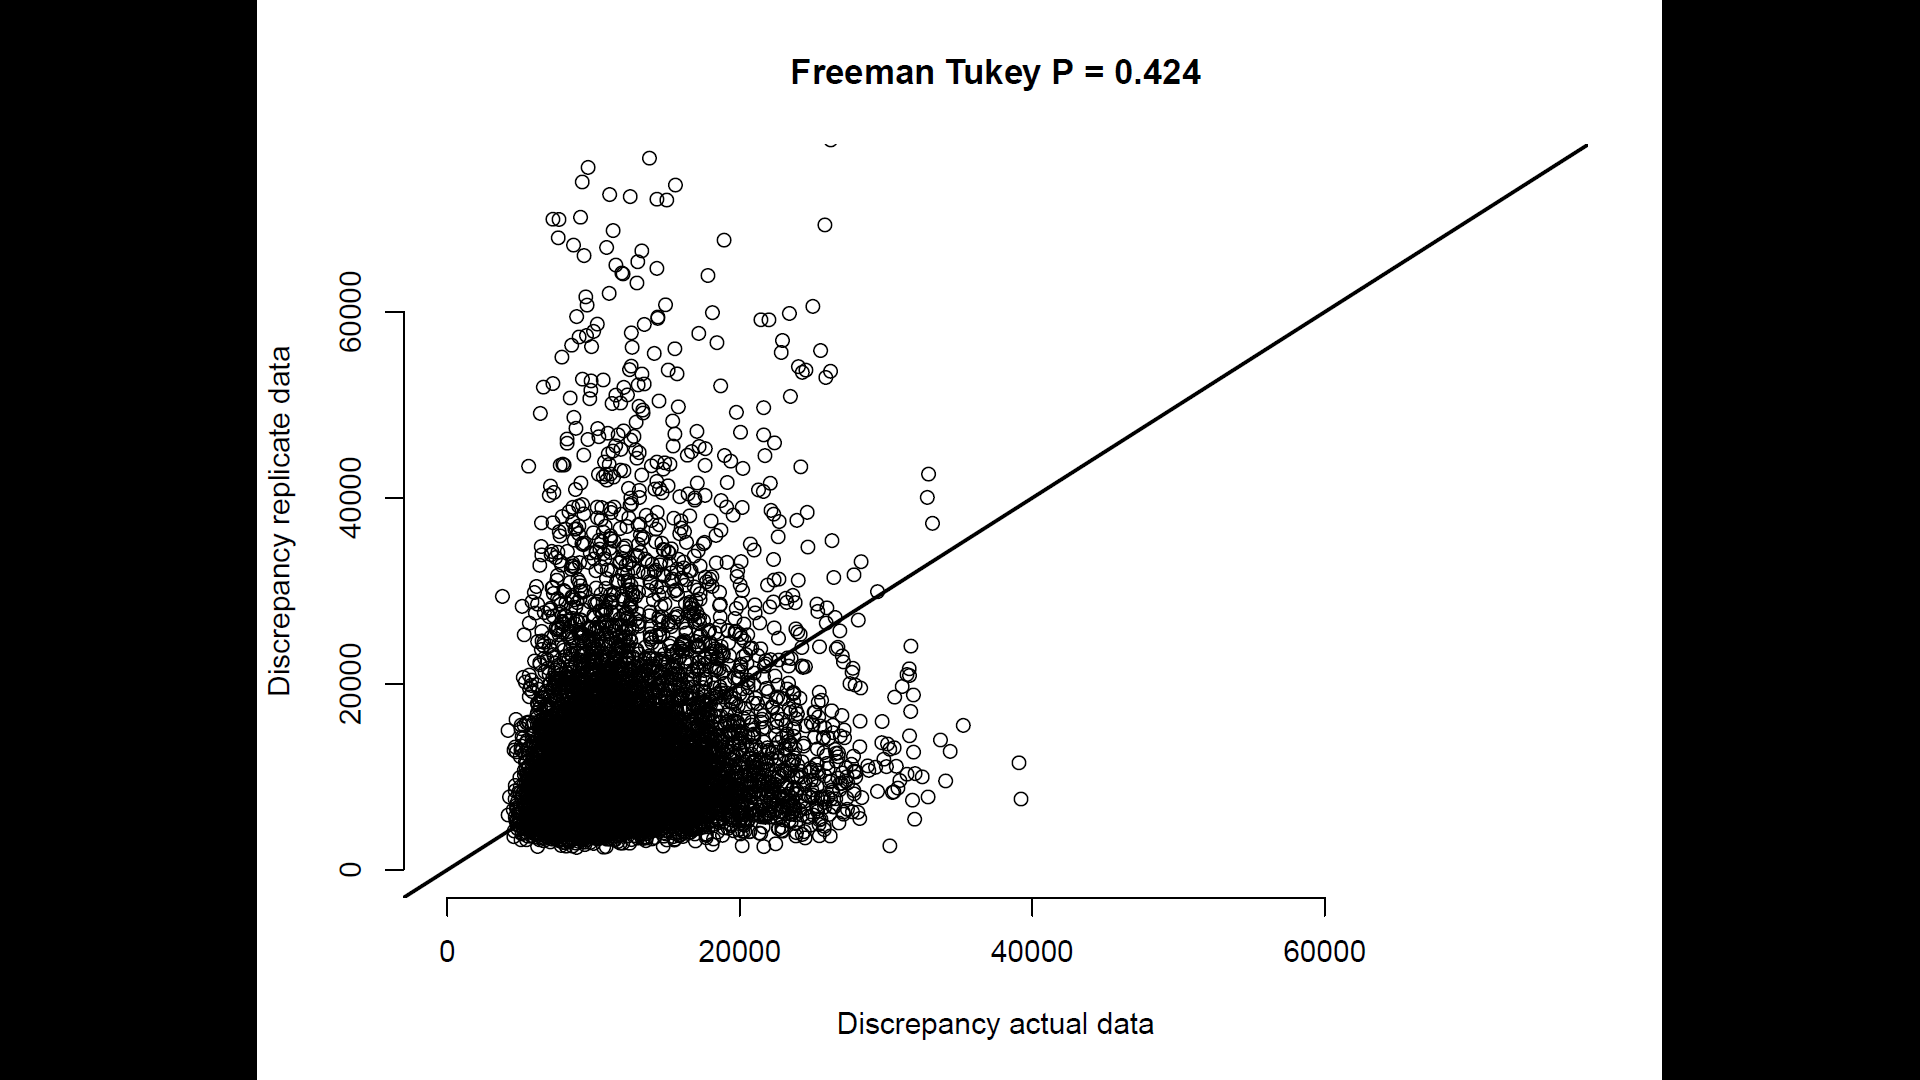 Freeman Tukey P = 0.424
Discrepancy replicate data
60000
40000
20000
0
0 20000 40000 60000
Discrepancy actual data